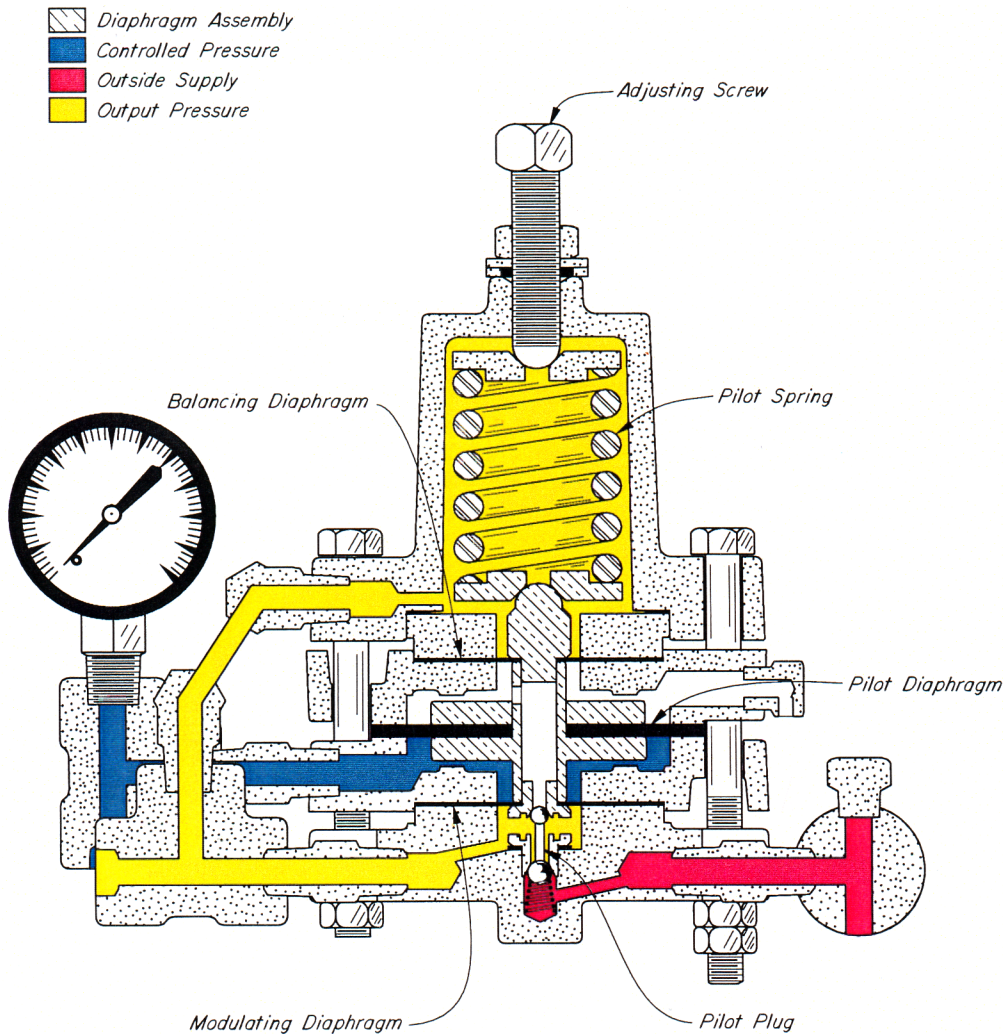 Diaphragm Assembly
Controlled Pressure
Outside Supply
Output Pressure
Adjusting Screw
Balancing Diaphragm
Pilot Spring
Pilot Diaphragm
Modulating Diaphragm
Pilot Plug